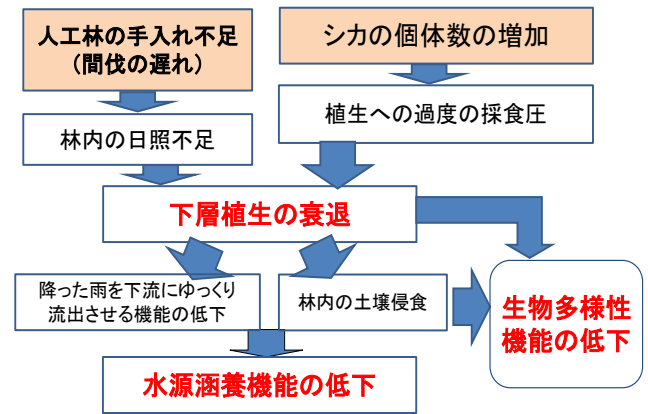 人工林の手入れ不足
（間伐の遅れ）
シカの個体数の増加
林内の日照不足
植生への過度の採食圧
下層植生の衰退
降った雨を下流にゆっくり
流出させる機能の低下
林内の土壌侵食
生物多様性
機能の低下
水源涵養機能の低下